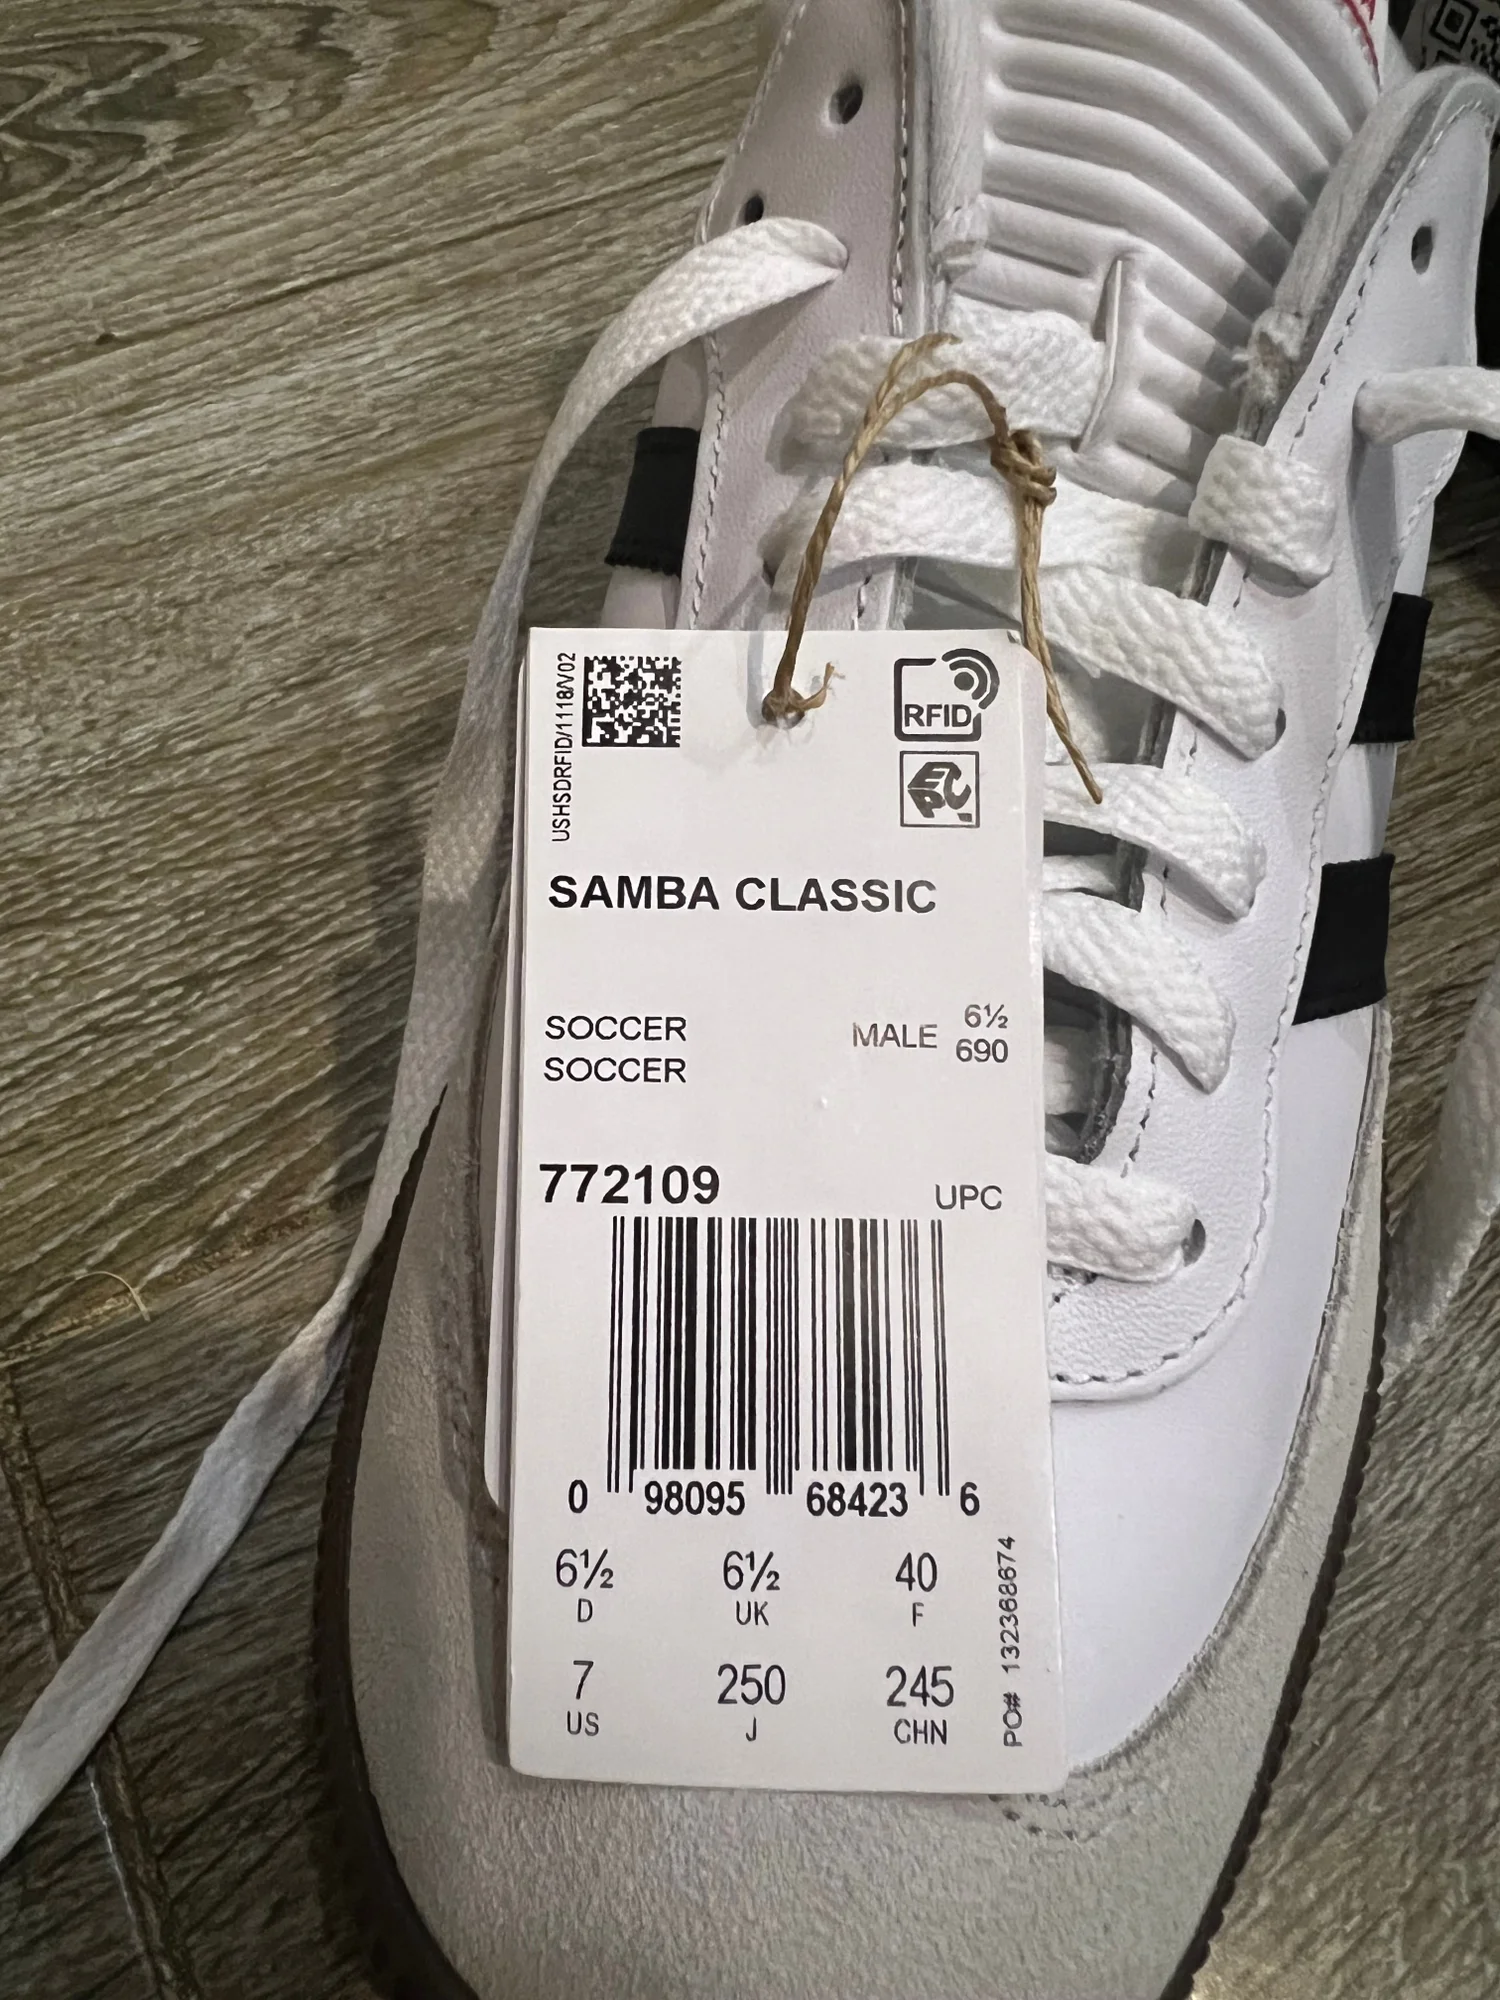 USHSDRFID/1118/V02
RFID
EPC
SAMBA CLASSIC
SOCCER
SOCCER
MALE 6½
690
772109
UPC
0 98095 68423 6
6½ 6½ 40
D UK F
7 250 245
US J CHN
PO# 132368674